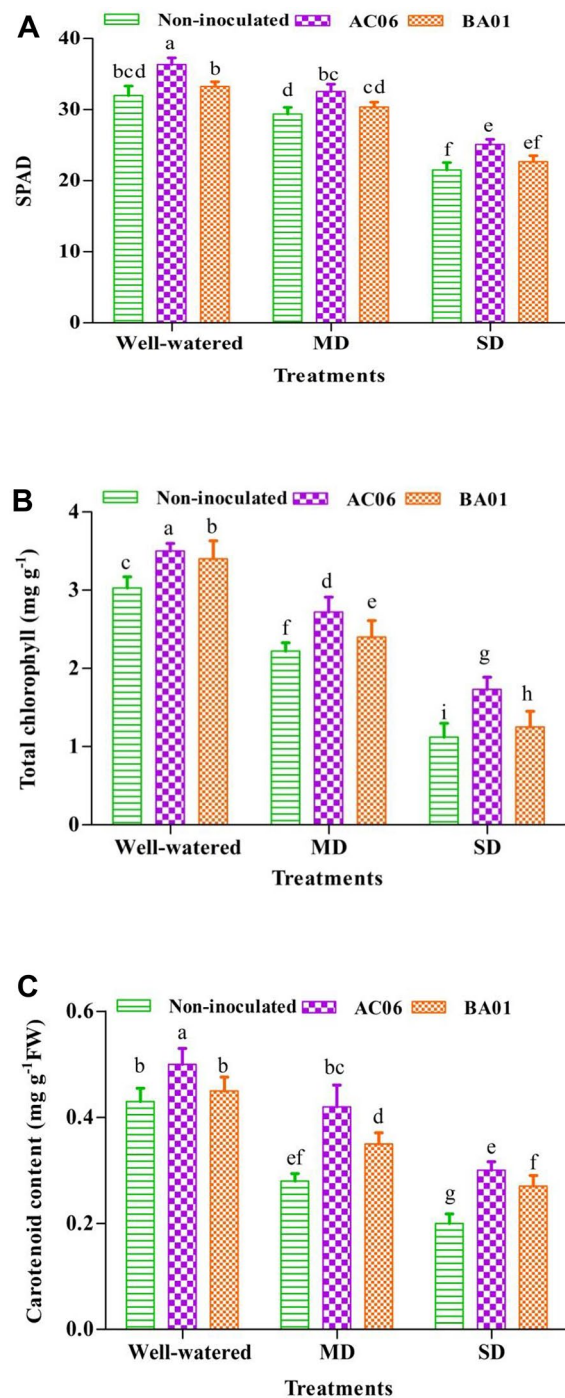 A
Non-inoculated AC06 BA01
40
30
20
10
0
SPAD
bcd a b d bc cd f e ef
Well-watered MD SD
Treatments
B
Non-inoculated AC06 BA01
4
3
2
1
0
Total chlorophyll (mg g⁻¹)
c a b f d e i g h
Well-watered MD SD
Treatments
C
Non-inoculated AC06 BA01
0.6
0.4
0.2
0.0
Carotenoid content (mg g⁻¹FW)
b a b ef bc d g e f
Well-watered MD SD
Treatments